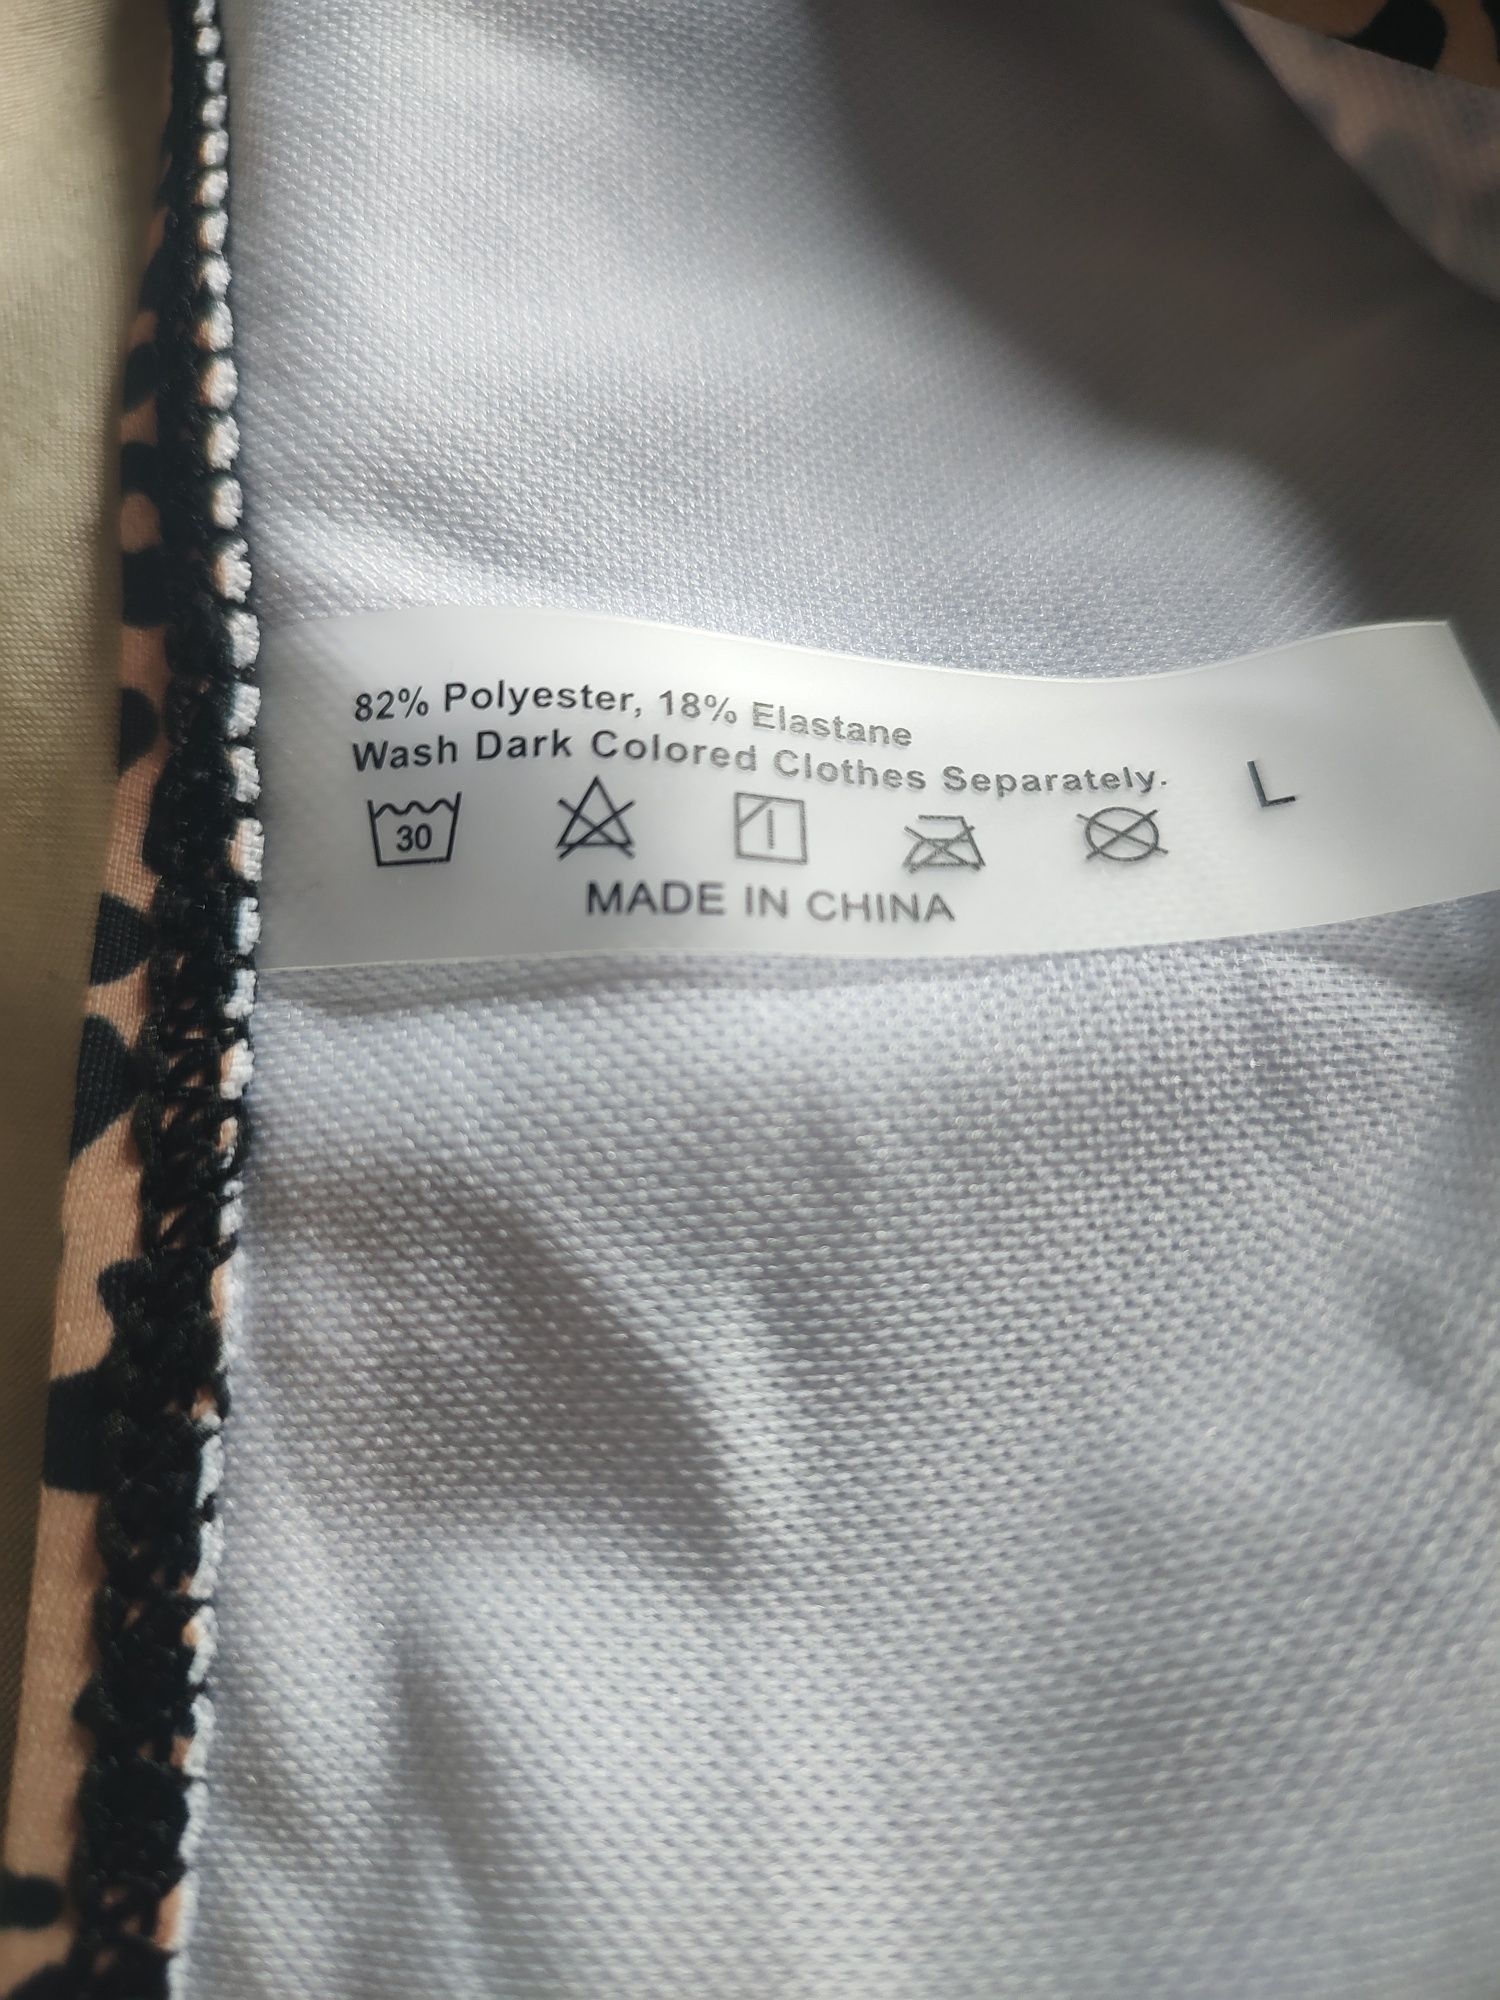 82% Polyester, 18% Elastane
Wash Dark Colored Clothes Separately.
L
30
MADE IN CHINA